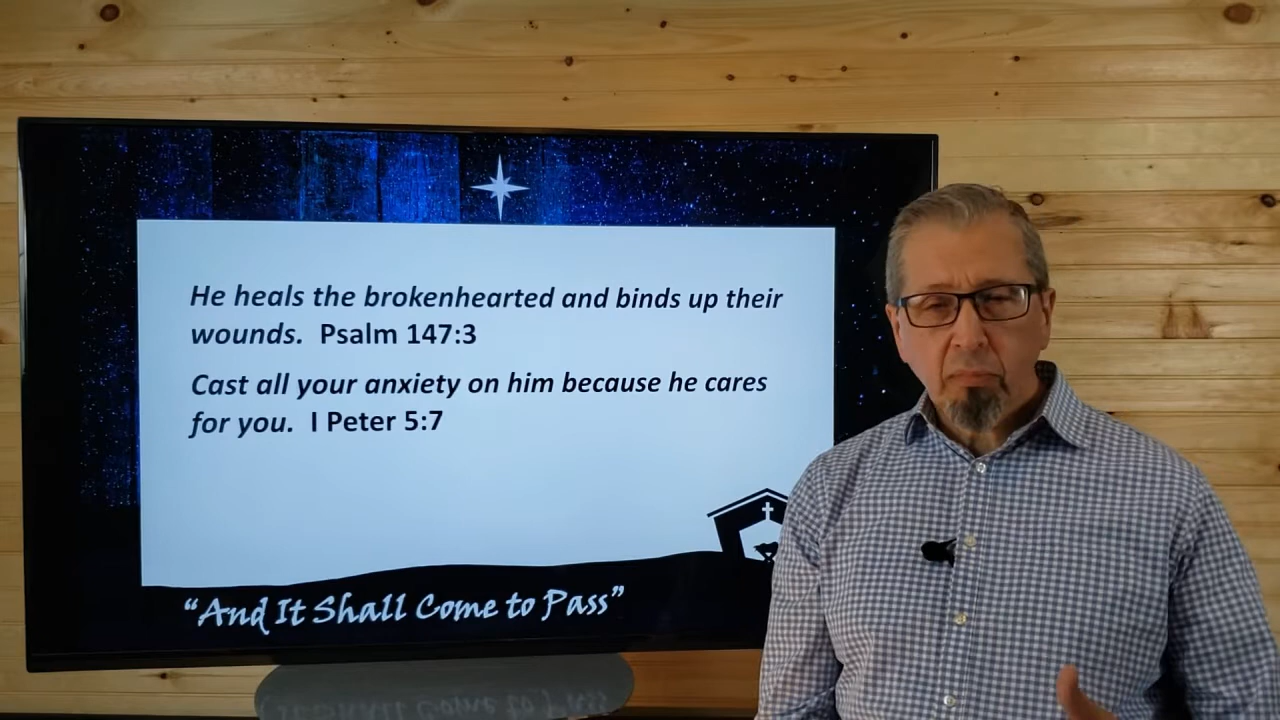 He heals the brokenhearted and binds up their
wounds. Psalm 147:3
Cast all your anxiety on him because he cares
for you. I Peter 5:7
“And It Shall Come to Pass”